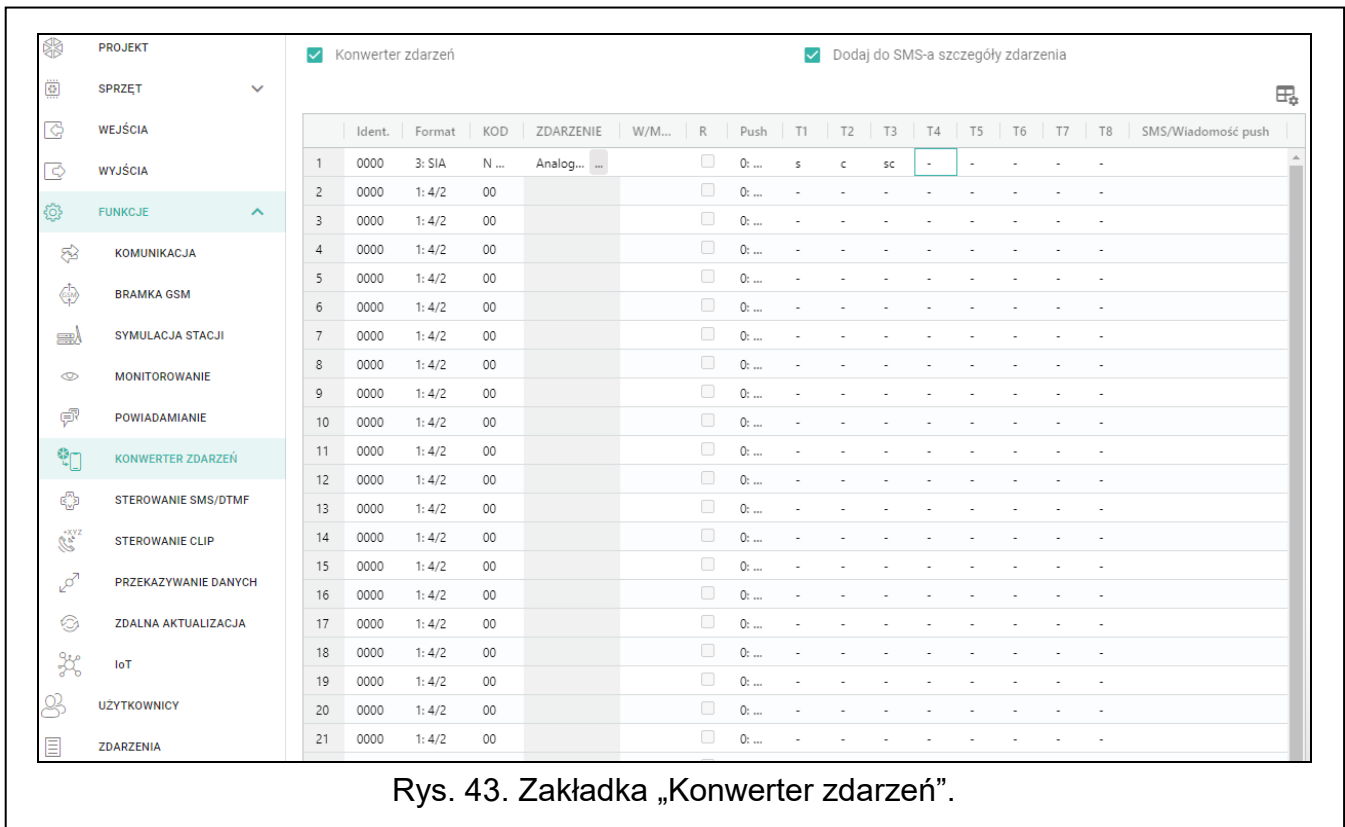 PROJEKT
SPRZĘT
WEJŚCIA
WYJŚCIA
FUNKCJE
KOMUNIKACJA
BRAMKA GSM
GSM
SYMULACJA STACJI
MONITOROWANIE
POWIADAMIANIE
KONWERTER ZDARZEŃ
STEROWANIE SMS/DTMF
+XYZ
STEROWANIE CLIP
PRZEKAZYWANIE DANYCH
ZDALNA AKTUALIZACJA
IoT
UŻYTKOWNICY
ZDARZENIA
Konwerter zdarzeń Dodaj do SMS-a szczegóły zdarzenia
Ident. Format KOD ZDARZENIE W/M... R Push T1 T2 T3 T4 T5 T6 T7 T8 SMS/Wiadomość push
1 0000 3: SIA N ... Analog... ... 0: ... s c sc - - - - -
2 0000 1: 4/2 00 0: ... - - - - - - - -
3 0000 1: 4/2 00 0: ... - - - - - - - -
4 0000 1: 4/2 00 0: ... - - - - - - - -
5 0000 1: 4/2 00 0: ... - - - - - - - -
6 0000 1: 4/2 00 0: ... - - - - - - - -
7 0000 1: 4/2 00 0: ... - - - - - - - -
8 0000 1: 4/2 00 0: ... - - - - - - - -
9 0000 1: 4/2 00 0: ... - - - - - - - -
10 0000 1: 4/2 00 0: ... - - - - - - - -
11 0000 1: 4/2 00 0: ... - - - - - - - -
12 0000 1: 4/2 00 0: ... - - - - - - - -
13 0000 1: 4/2 00 0: ... - - - - - - - -
14 0000 1: 4/2 00 0: ... - - - - - - - -
15 0000 1: 4/2 00 0: ... - - - - - - - -
16 0000 1: 4/2 00 0: ... - - - - - - - -
17 0000 1: 4/2 00 0: ... - - - - - - - -
18 0000 1: 4/2 00 0: ... - - - - - - - -
19 0000 1: 4/2 00 0: ... - - - - - - - -
20 0000 1: 4/2 00 0: ... - - - - - - - -
21 0000 1: 4/2 00 0: ... - - - - - - - -
Rys. 43. Zakładka „Konwerter zdarzeń”.